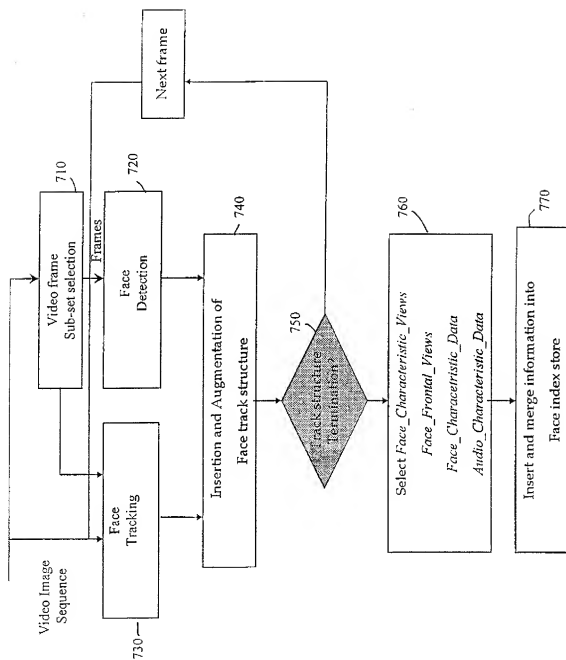 Video Image
Sequence
710
Video frame
Sub-set selection
Frames
720
Face
Detection
Next frame
730
Face
Tracking
740
Insertion and Augmentation of
Face track structure
750
Track structure
Termination?
760
Select Face_Characteristic_Views
Face_Frontal_Views
Face_Characetristic_Data
Audio_Characteristic_Data
770
Insert and merge information into
Face index store